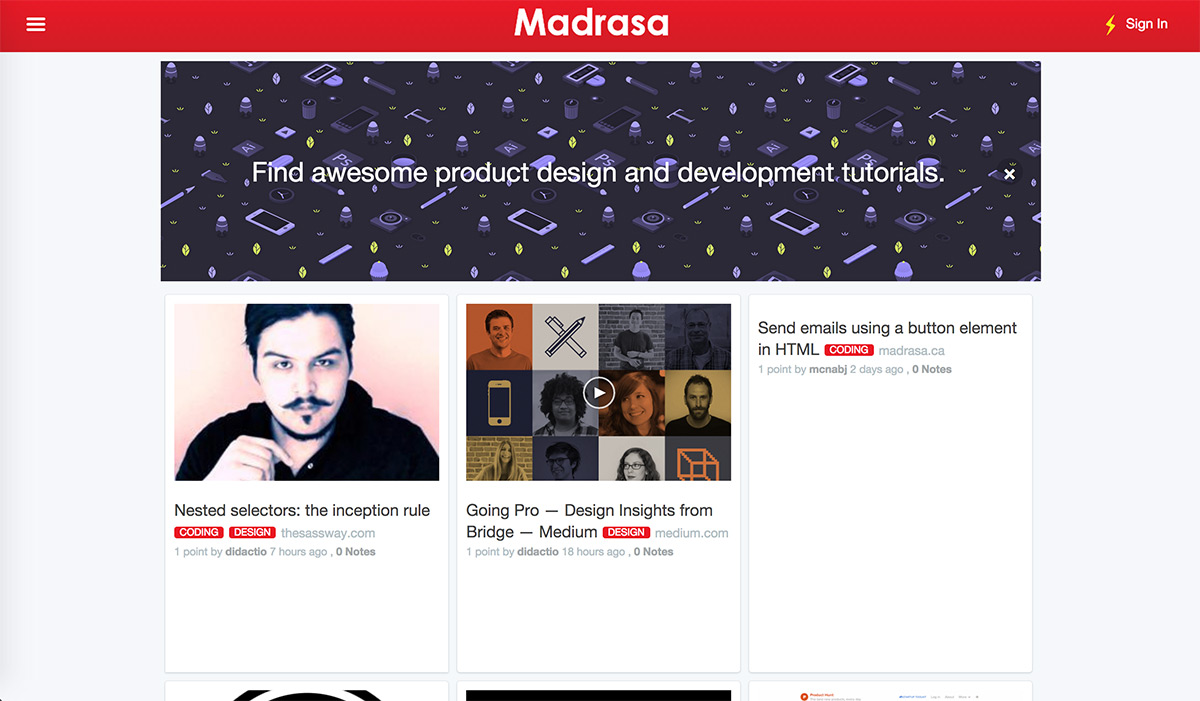 Madrasa
Sign In
Find awesome product design and development tutorials.
Nested selectors: the inception rule
CODING DESIGN thesassway.com
1 point by didactio 7 hours ago , 0 Notes
Going Pro — Design Insights from
Bridge — Medium DESIGN medium.com
1 point by didactio 18 hours ago , 0 Notes
Send emails using a button element
in HTML CODING madrasa.ca
1 point by mcnabj 2 days ago , 0 Notes
Product Hunt